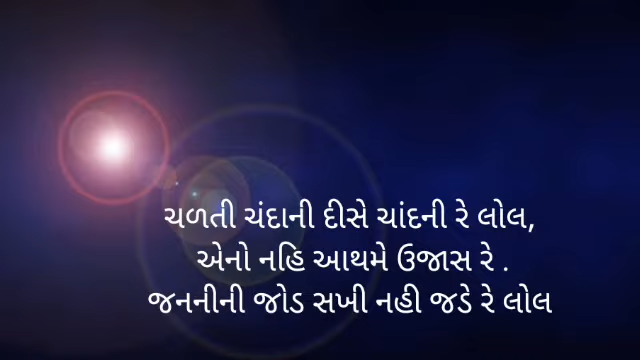 ચળતી ચંદાની દીસે ચાંદની રે લોલ,
એનો નહિ આથમે ઉજાસ રે .
જનનીની જોડ સખી નહી જડે રે લોલ